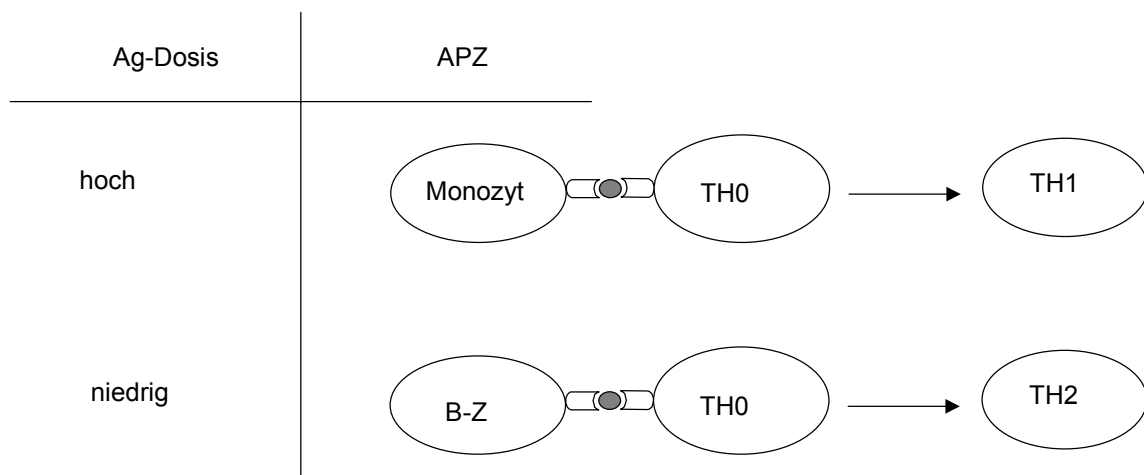 Ag-Dosis APZ
hoch Monozyt TH0 TH1
niedrig B-Z TH0 TH2